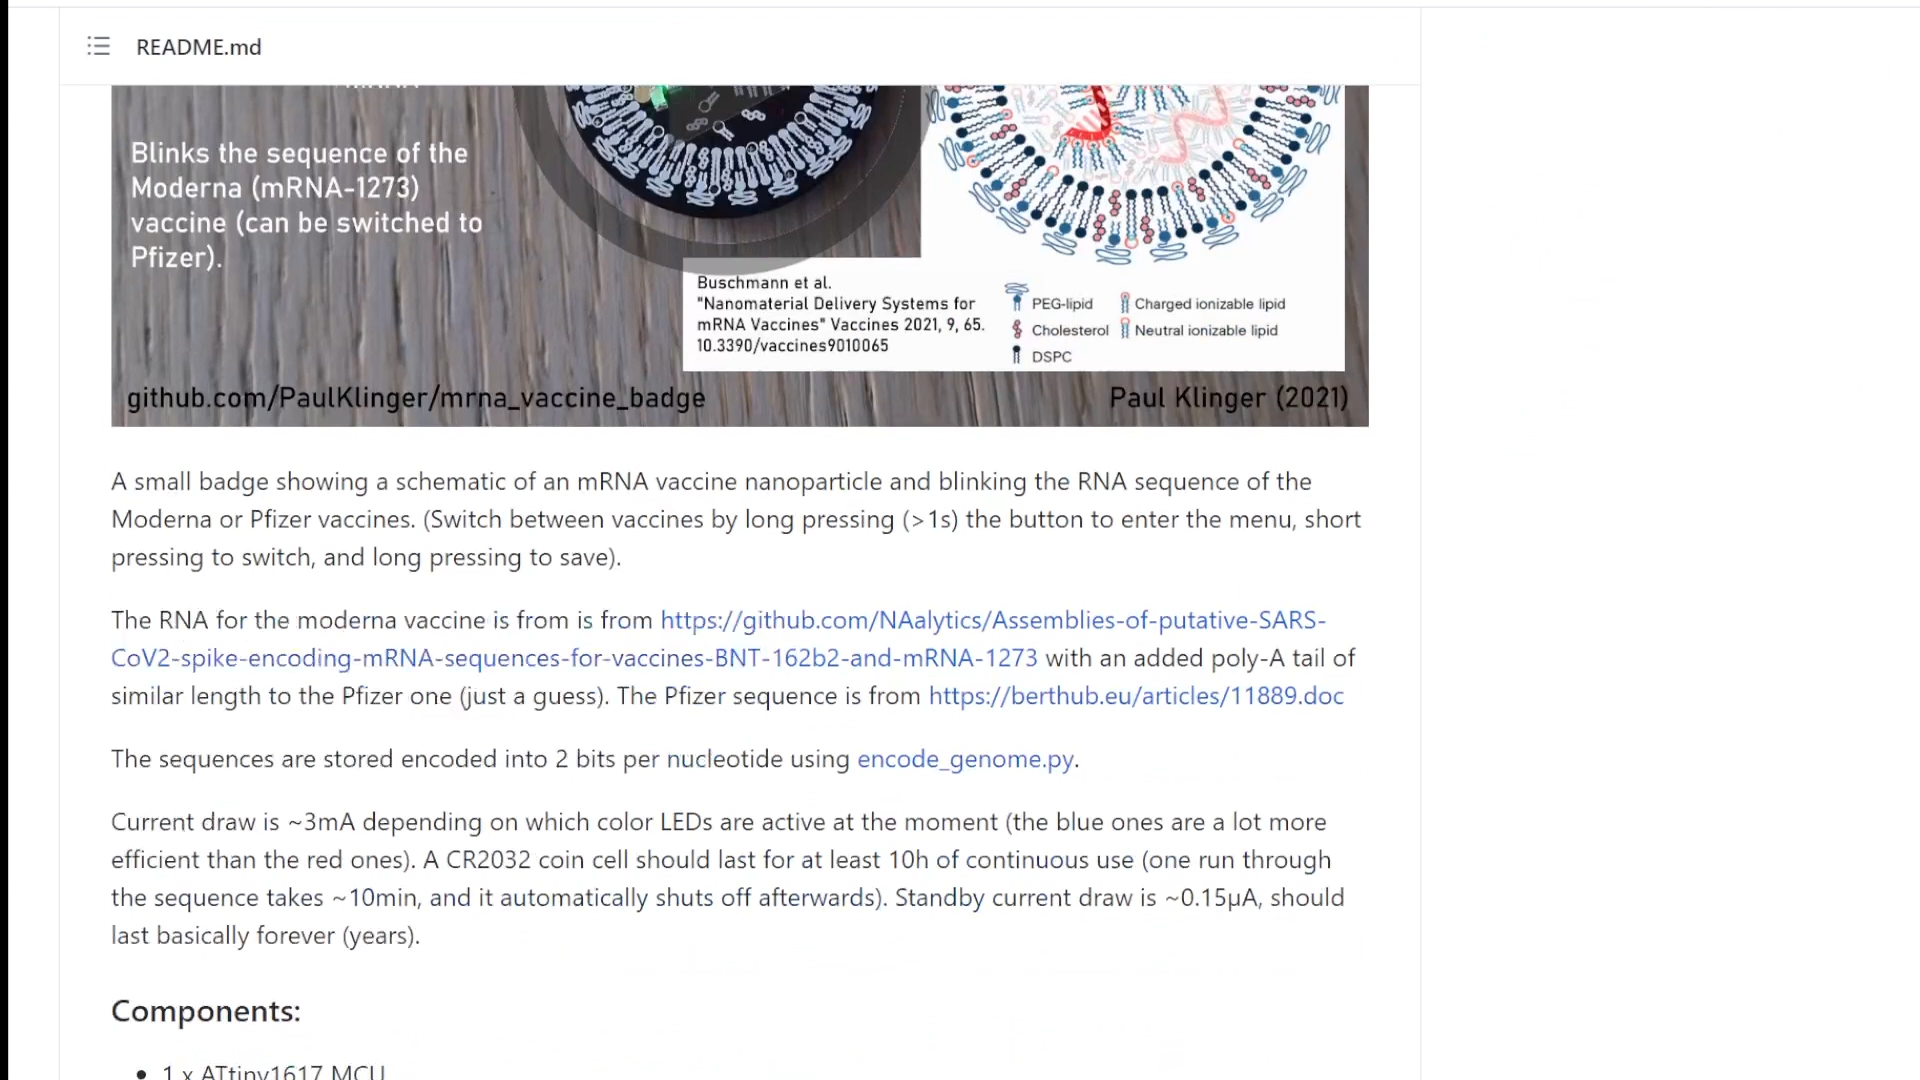 README.md
Blinks the sequence of the
Moderna (mRNA-1273)
vaccine (can be switched to
Pfizer).
Buschmann et al.
"Nanomaterial Delivery Systems for
mRNA Vaccines" Vaccines 2021, 9, 65.
10.3390/vaccines9010065
PEG-lipid
Charged ionizable lipid
Cholesterol
Neutral ionizable lipid
DSPC
github.com/PaulKlinger/mrna_vaccine_badge
Paul Klinger (2021)
A small badge showing a schematic of an mRNA vaccine nanoparticle and blinking the RNA sequence of the
Moderna or Pfizer vaccines. (Switch between vaccines by long pressing (>1s) the button to enter the menu, short
pressing to switch, and long pressing to save).
The RNA for the moderna vaccine is from is from https://github.com/NAalytics/Assemblies-of-putative-SARS-
CoV2-spike-encoding-mRNA-sequences-for-vaccines-BNT-162b2-and-mRNA-1273 with an added poly-A tail of
similar length to the Pfizer one (just a guess). The Pfizer sequence is from https://berthub.eu/articles/11889.doc
The sequences are stored encoded into 2 bits per nucleotide using encode_genome.py.
Current draw is ~3mA depending on which color LEDs are active at the moment (the blue ones are a lot more
efficient than the red ones). A CR2032 coin cell should last for at least 10h of continuous use (one run through
the sequence takes ~10min, and it automatically shuts off afterwards). Standby current draw is ~0.15µA, should
last basically forever (years).
Components:
• 1 x ATtiny1617 MCU